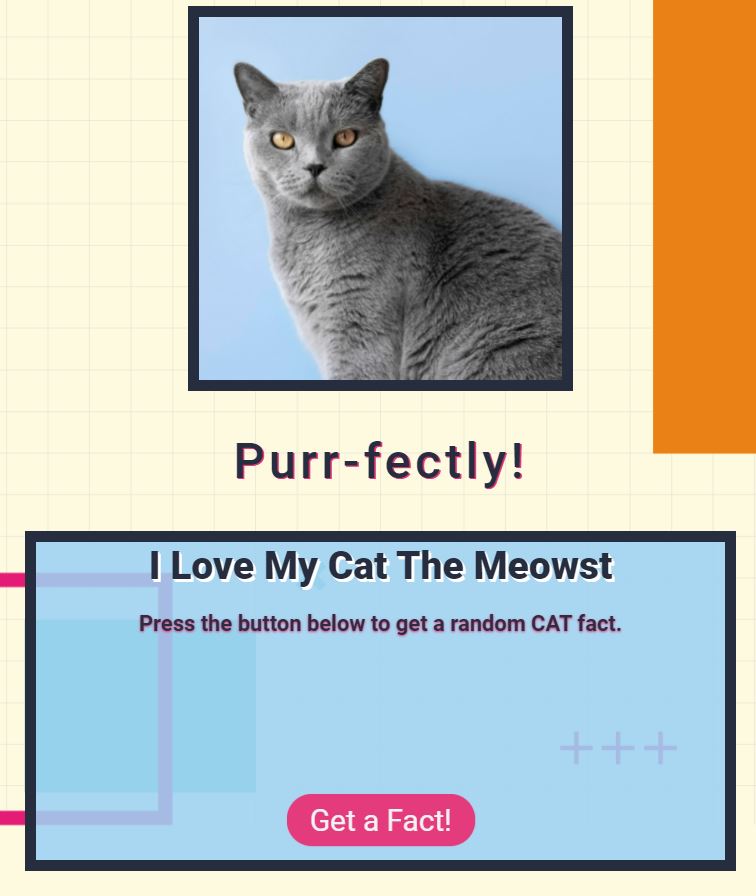 Purr-fectly!
I Love My Cat The Meowst
Press the button below to get a random CAT fact.
Get a Fact!